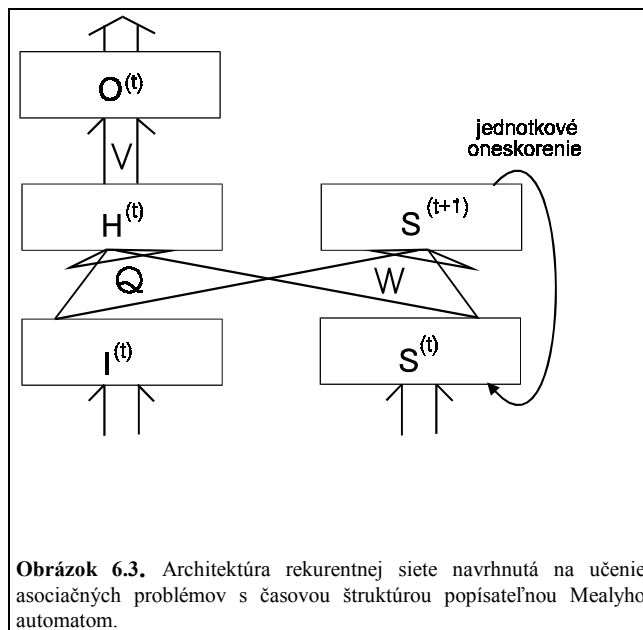 O(t)
V
jednotkové
oneskorenie
H(t)
S(t+1)
Q
W
I(t)
S(t)
Obrázok 6.3. Architektúra rekurentnej siete navrhnutá na učenie
asociačných problémov s časovou štruktúrou popísateľnou Mealyho
automatom.